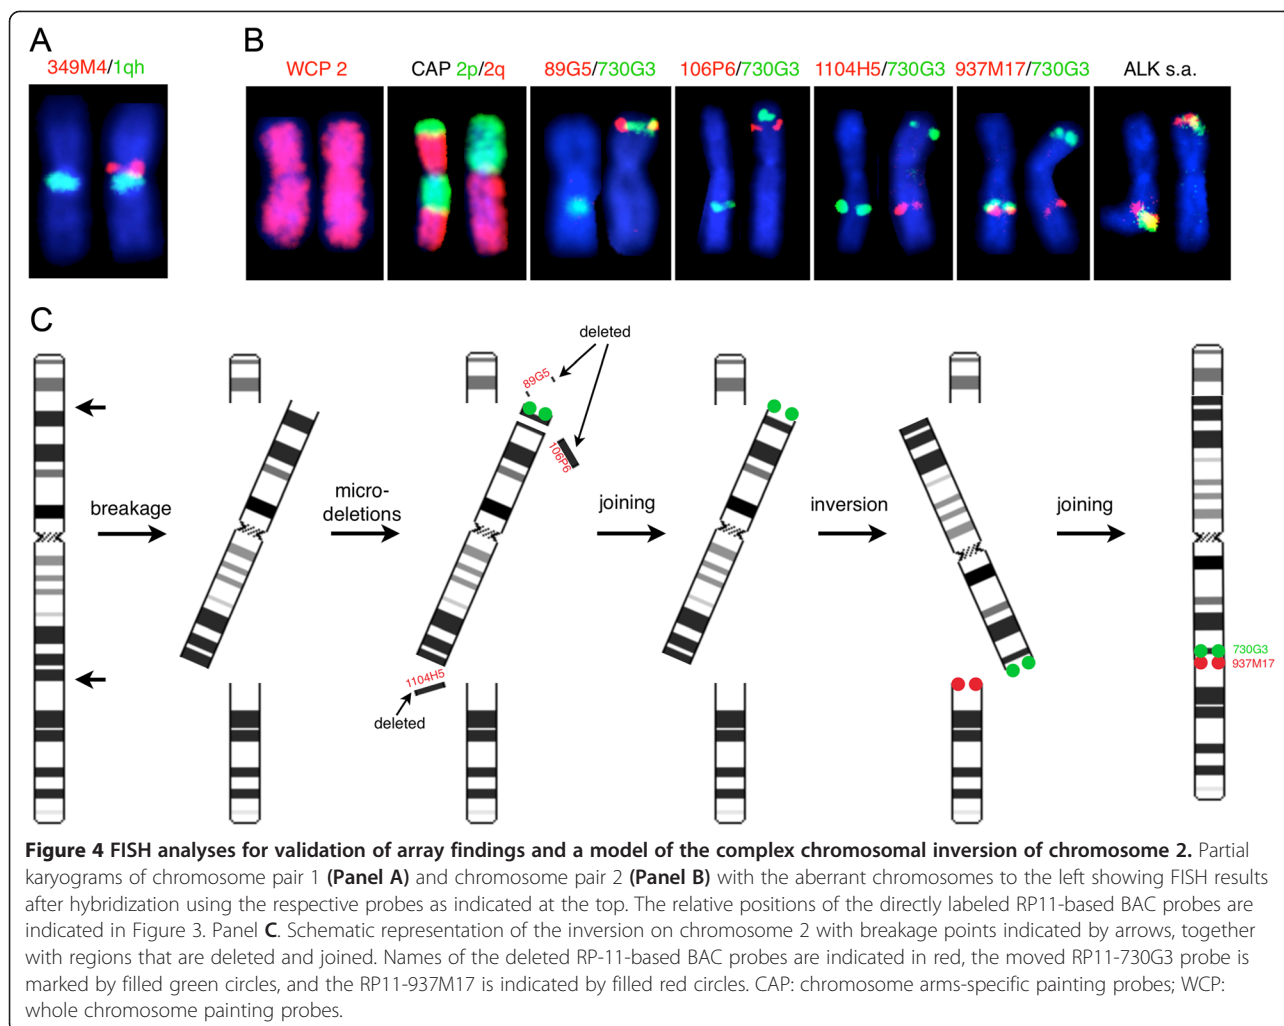 A
B
349M4/1qh
WCP 2
CAP 2p/2q
89G5/730G3
106P6/730G3
1104H5/730G3
937M17/730G3
ALK s.a.
C
deleted
89G5
106P6
breakage
micro-
deletions
joining
inversion
joining
1104H5
deleted
730G3
937M17
Figure 4 FISH analyses for validation of array findings and a model of the complex chromosomal inversion of chromosome 2. Partial
karyograms of chromosome pair 1 (Panel A) and chromosome pair 2 (Panel B) with the aberrant chromosomes to the left showing FISH results
after hybridization using the respective probes as indicated at the top. The relative positions of the directly labeled RP11-based BAC probes are
indicated in Figure 3. Panel C. Schematic representation of the inversion on chromosome 2 with breakage points indicated by arrows, together
with regions that are deleted and joined. Names of the deleted RP-11-based BAC probes are indicated in red, the moved RP11-730G3 probe is
marked by filled green circles, and the RP11-937M17 is indicated by filled red circles. CAP: chromosome arms-specific painting probes; WCP:
whole chromosome painting probes.